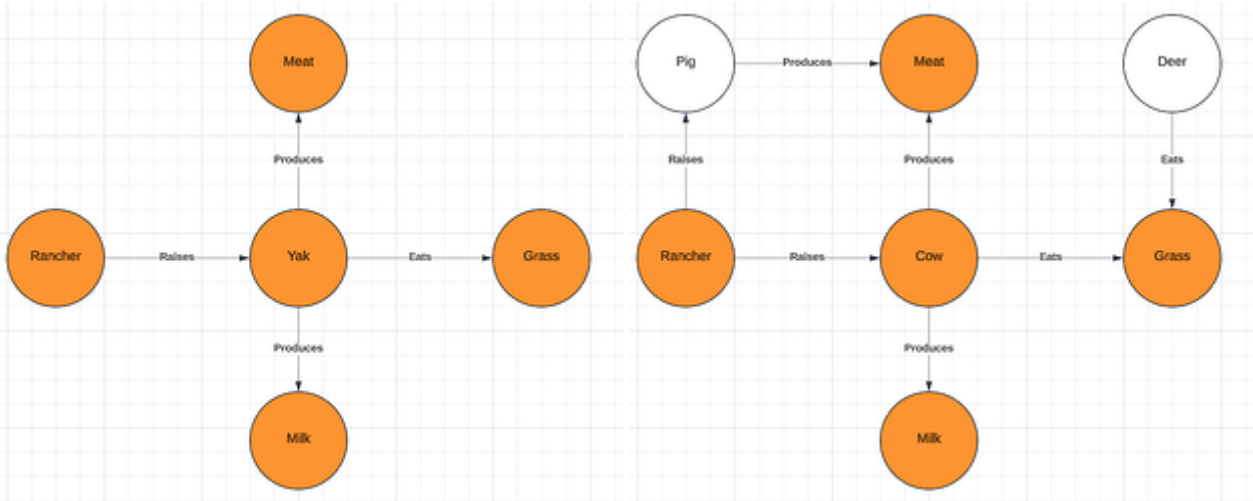 Meat
Produces
Rancher
Raises
Yak
Eats
Grass
Produces
Milk
Pig
Produces
Meat
Deer
Raises
Produces
Eats
Rancher
Raises
Cow
Eats
Grass
Produces
Milk